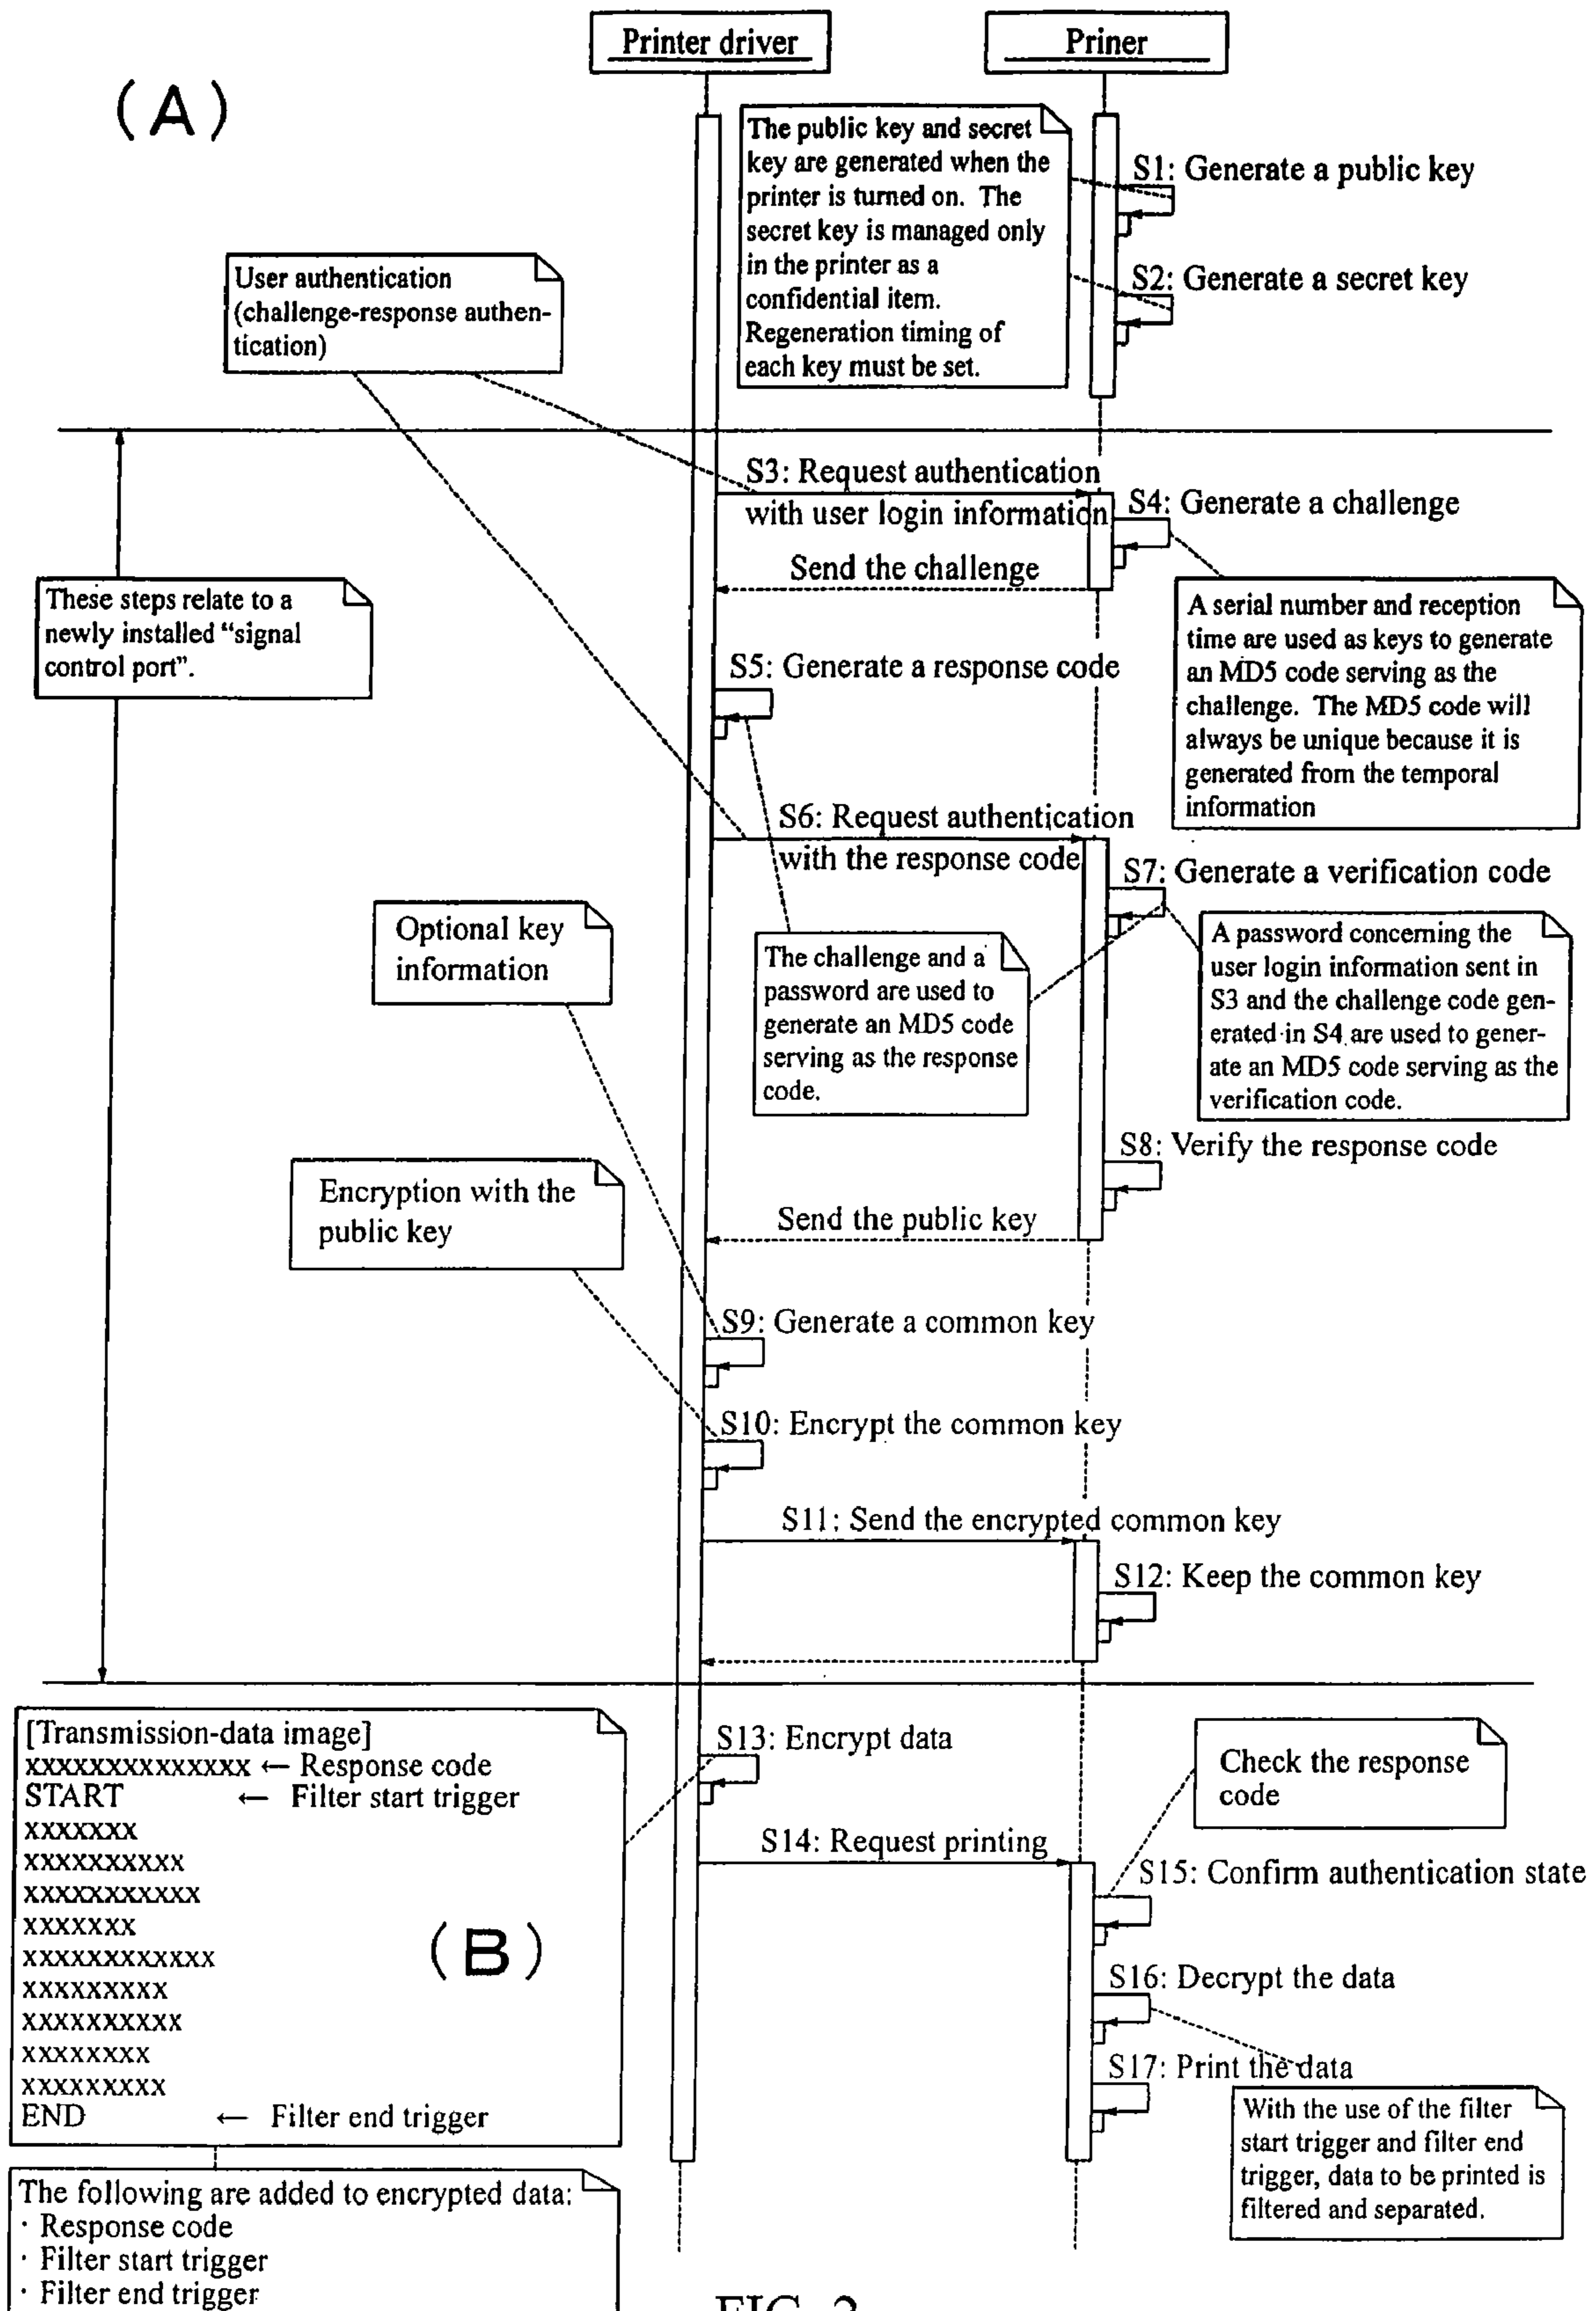 Printer driver
Priner
(A)
The public key and secret
key are generated when the
printer is turned on. The
secret key is managed only
in the printer as a
confidential item.
Regeneration timing of
each key must be set.
S1: Generate a public key
S2: Generate a secret key
User authentication
(challenge-response authen-
tication)
S3: Request authentication
with user login information
S4: Generate a challenge
Send the challenge
These steps relate to a
newly installed “signal
control port”.
A serial number and reception
time are used as keys to generate
an MD5 code serving as the
challenge. The MD5 code will
always be unique because it is
generated from the temporal
information
S5: Generate a response code
S6: Request authentication
with the response code
S7: Generate a verification code
Optional key
information
The challenge and a
password are used to
generate an MD5 code
serving as the response
code.
A password concerning the
user login information sent in
S3 and the challenge code gen-
erated in S4 are used to gener-
ate an MD5 code serving as the
verification code.
S8: Verify the response code
Encryption with the
public key
Send the public key
S9: Generate a common key
S10: Encrypt the common key
S11: Send the encrypted common key
S12: Keep the common key
[Transmission-data image]
xxxxxxxxxxxxxx ← Response code
START ← Filter start trigger
xxxxxxx
xxxxxxxxxx
xxxxxxxxxxx
xxxxxxx
xxxxxxxxxxxx
xxxxxxxxx
xxxxxxxxxx
xxxxxxxx
xxxxxxxxx
END ← Filter end trigger
(B)
S13: Encrypt data
Check the response
code
S14: Request printing
S15: Confirm authentication state
S16: Decrypt the data
S17: Print the data
With the use of the filter
start trigger and filter end
trigger, data to be printed is
filtered and separated.
The following are added to encrypted data:
· Response code
· Filter start trigger
· Filter end trigger